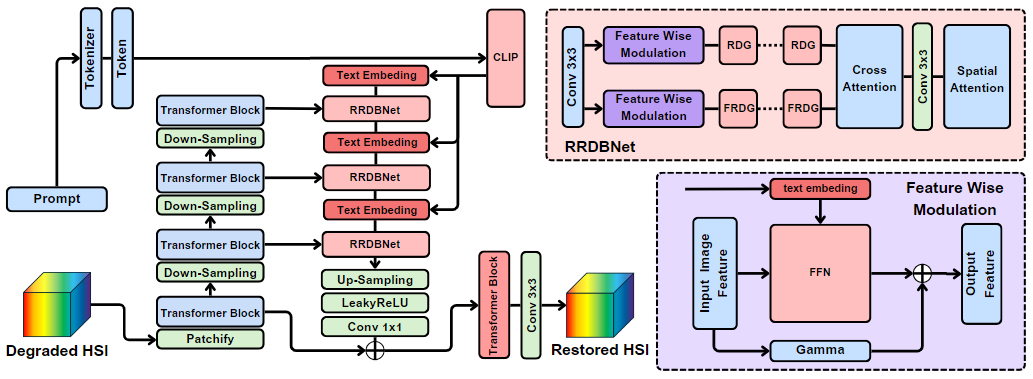 Tokenizer
Token
CLIP
Text Embeding
Transformer Block
RRDBNet
Down-Sampling
Text Embeding
Transformer Block
RRDBNet
Prompt
Down-Sampling
Text Embeding
Transformer Block
RRDBNet
Down-Sampling
Up-Sampling
Transformer Block
LeakyReLU
Patchify
Conv 1x1
Degraded HSI
Transformer Block
Conv 3x3
Restored HSI
Conv 3x3
Feature Wise
Modulation
RDG
RDG
Feature Wise
Modulation
FRDG
FRDG
Cross
Attention
Conv 3x3
Spatial
Attention
RRDBNet
text embeding
Feature Wise
Modulation
Input Image
Feature
FFN
Output
Feature
Gamma